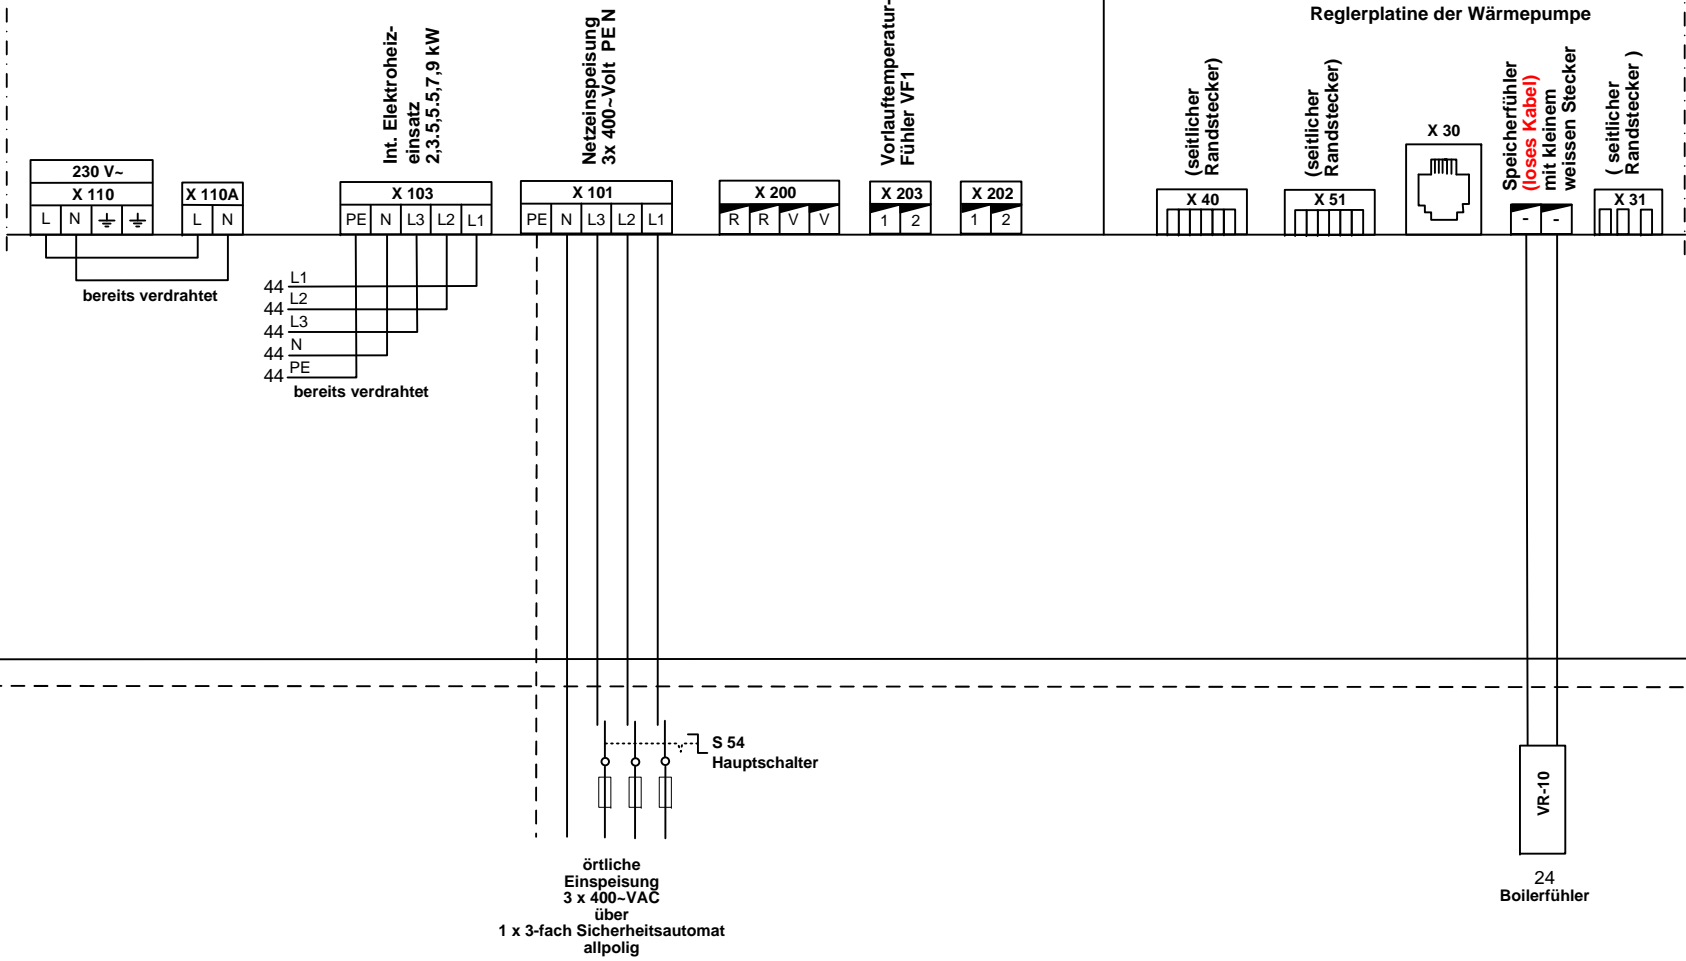 Reglerplatine der Wärmepumpe
Int. Elektroheiz-
einsatz
2,3.5,5.5,7,9 kW
Netzeinspeisung
3x 400~Volt PE N
Vorlauftemperatur-
Fühler VF1
(seitlicher
Randstecker)
(seitlicher
Randstecker)
X 30
Speicherfühler
(loses Kabel)
mit kleinem
weissen Stecker
( seitlicher
Randstecker )
230 V~
X 110
L N
X 110A
L N
X 103
PE N L3 L2 L1
X 101
PE N L3 L2 L1
X 200
R R V V
X 203
1 2
X 202
1 2
X 40
X 51
- -
X 31
bereits verdrahtet
44 L1
44 L2
44 L3
44 N
44 PE
bereits verdrahtet
S 54
Hauptschalter
örtliche
Einspeisung
3 x 400~VAC
über
1 x 3-fach Sicherheitsautomat
allpolig
VR-10
24
Boilerfühler